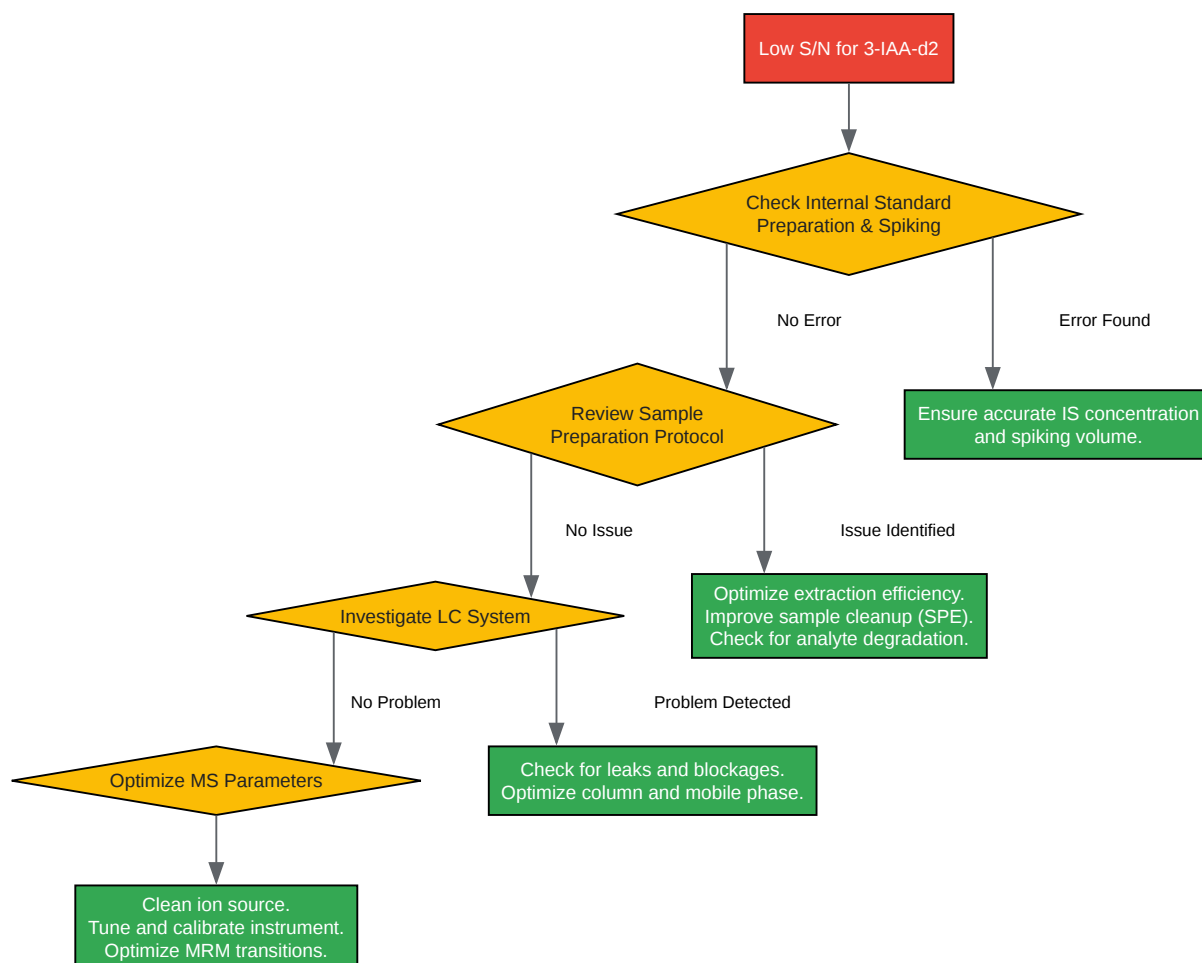 Low S/N for 3-IAA-d2
Check Internal Standard
Preparation & Spiking
No Error
Error Found
Review Sample
Preparation Protocol
Ensure accurate IS concentration
and spiking volume.
No Issue
Issue Identified
Investigate LC System
Optimize extraction efficiency.
Improve sample cleanup (SPE).
Check for analyte degradation.
No Problem
Problem Detected
Optimize MS Parameters
Check for leaks and blockages.
Optimize column and mobile phase.
Clean ion source.
Tune and calibrate instrument.
Optimize MRM transitions.